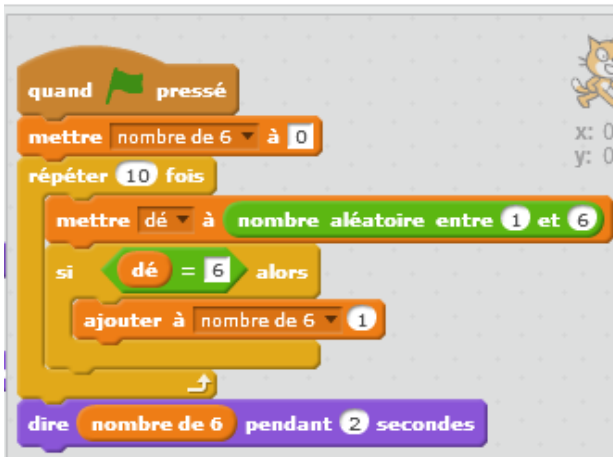 quand pressé
mettre nombre de 6 à 0
répéter 10 fois
mettre dé à nombre aléatoire entre 1 et 6
si dé = 6 alors
ajouter à nombre de 6 1
dire nombre de 6 pendant 2 secondes
x: 0
y: 0